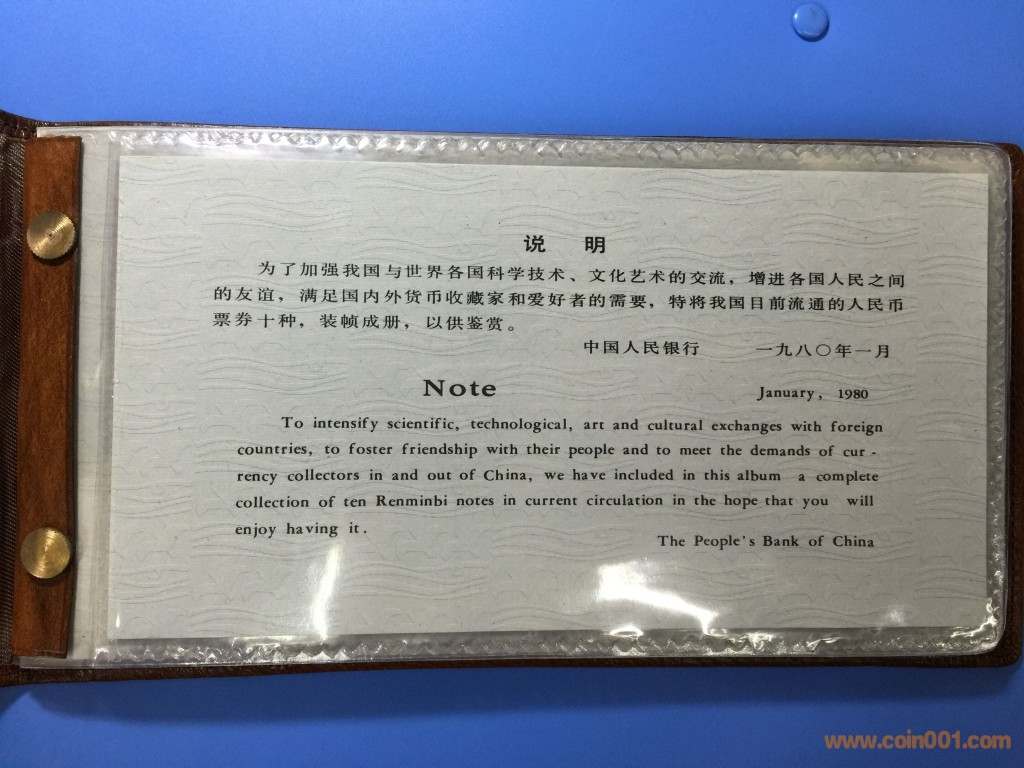 说 明
为了加强我国与世界各国科学技术、文化艺术的交流，增进各国人民之间
的友谊，满足国内外货币收藏家和爱好者的需要，特将我国目前流通的人民币
票券十种，装帧成册，以供鉴赏。
中国人民银行 一九八〇年一月
Note January, 1980
To intensify scientific, technological, art and cultural exchanges with foreign
countries, to foster friendship with their people and to meet the demands of cur -
rency collectors in and out of China, we have included in this album a complete
collection of ten Renminbi notes in current circulation in the hope that you will
enjoy having it.
The People's Bank of China
www.coin001.com